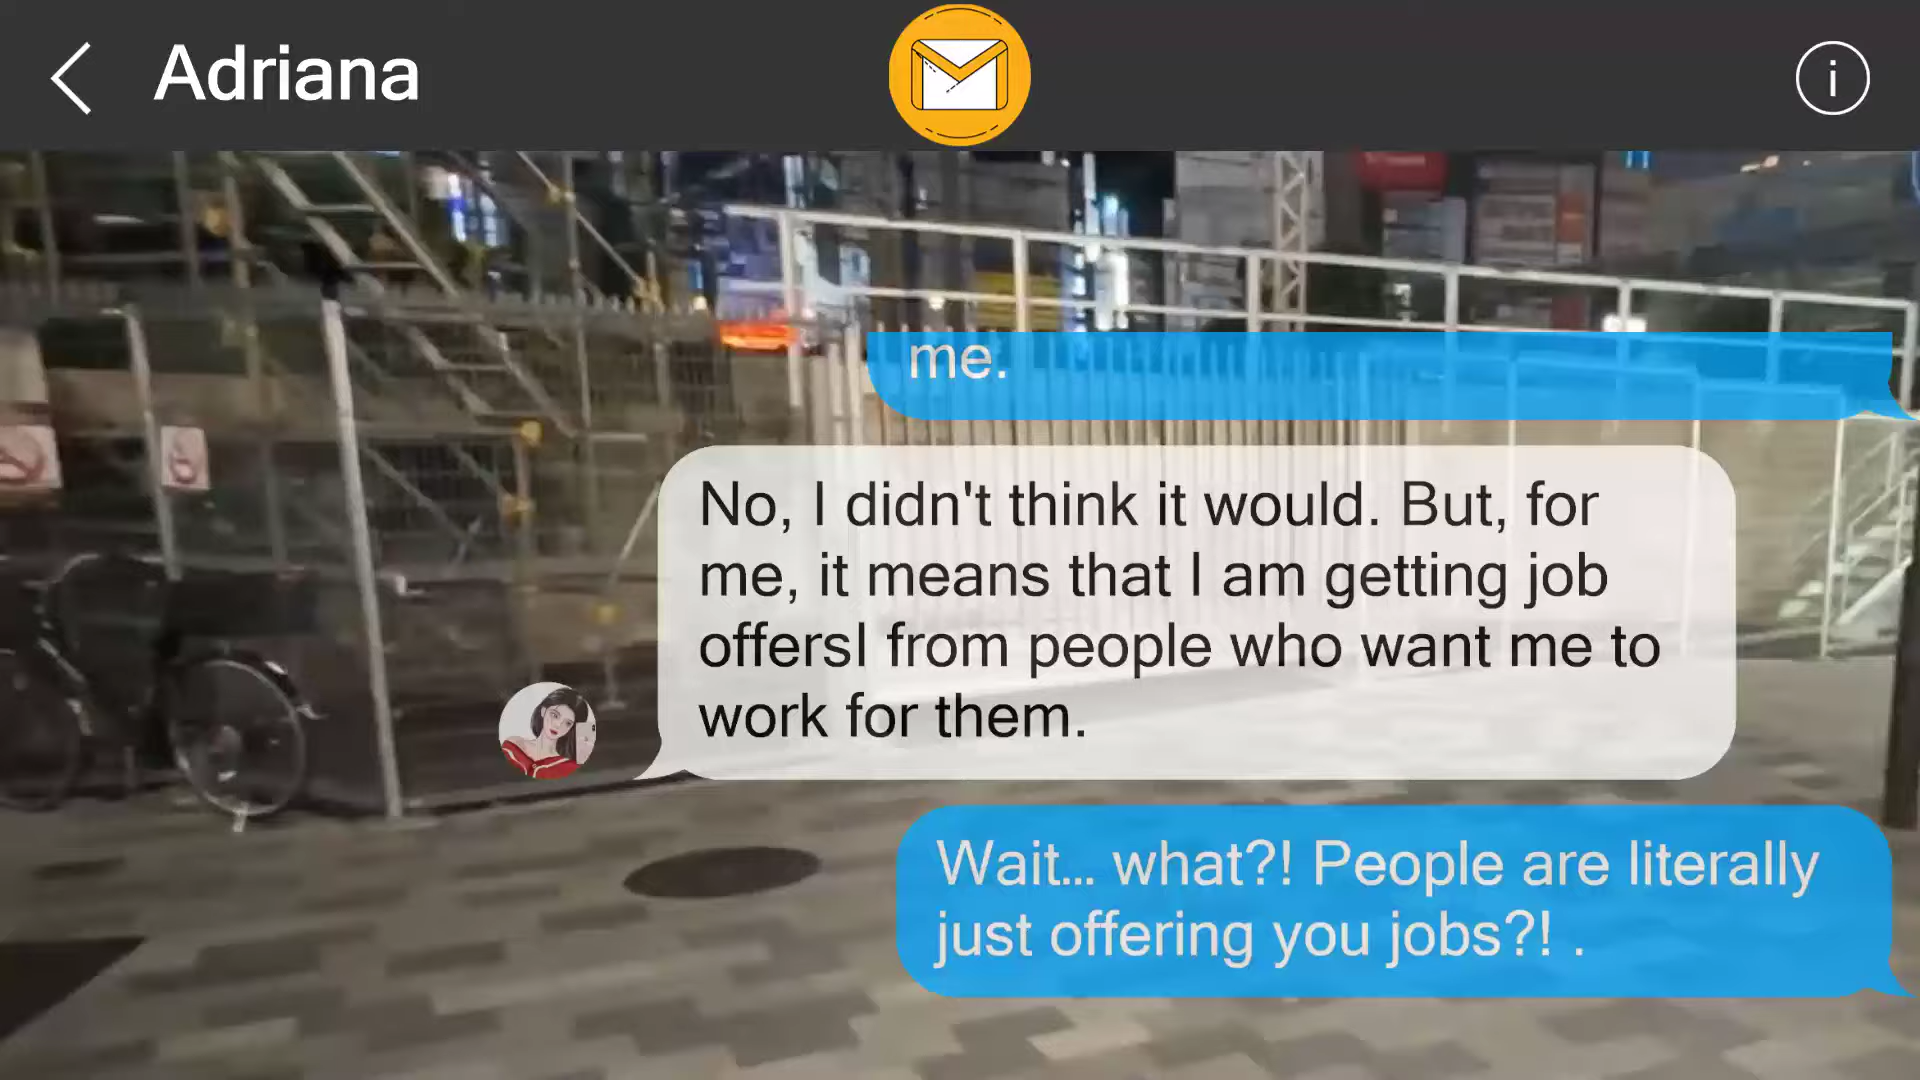 Adriana
i
me.
No, I didn't think it would. But, for
me, it means that I am getting job
offersI from people who want me to
work for them.
Wait... what?! People are literally
just offering you jobs?! .